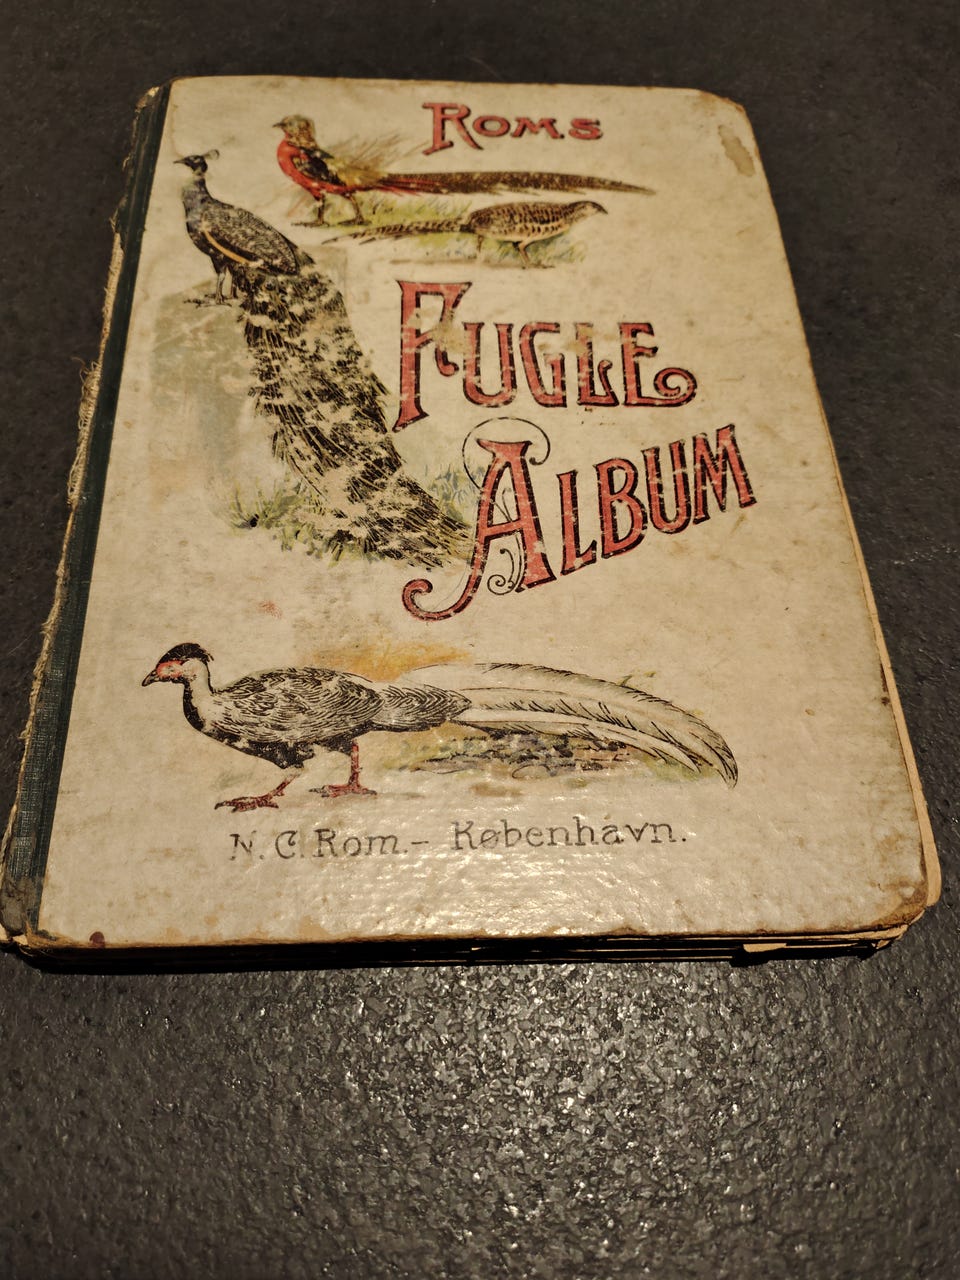 ROMS
FUGLE
ALBUM
N. C. Rom.- København.